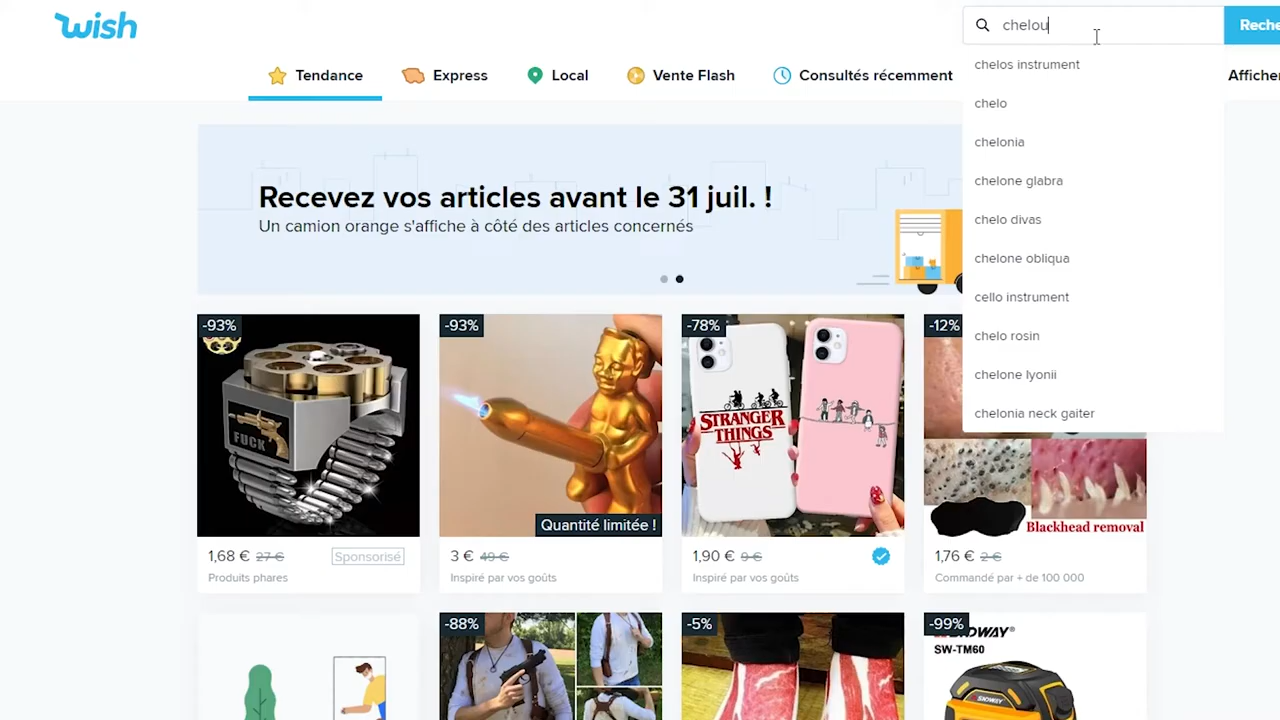 wish
chelou
Reche
Tendance
Express
Local
Vente Flash
Consultés récemment
Afficher
chelos instrument
chelo
chelonia
chelone glabra
chelo divas
chelone obliqua
cello instrument
chelo rosin
chelone lyonii
chelonia neck gaiter
Recevez vos articles avant le 31 juil. !
Un camion orange s'affiche à côté des articles concernés
-93%
FUCK
1,68 € 27 €
Sponsorisé
Produits phares
-93%
Quantité limitée !
3 € 49 €
Inspiré par vos goûts
-78%
STRANGER
THINGS
1,90 € 9 €
Inspiré par vos goûts
-12%
Blackhead removal
1,76 € 2 €
Commandé par + de 100 000
-88%
-5%
-99%
SW-TM60